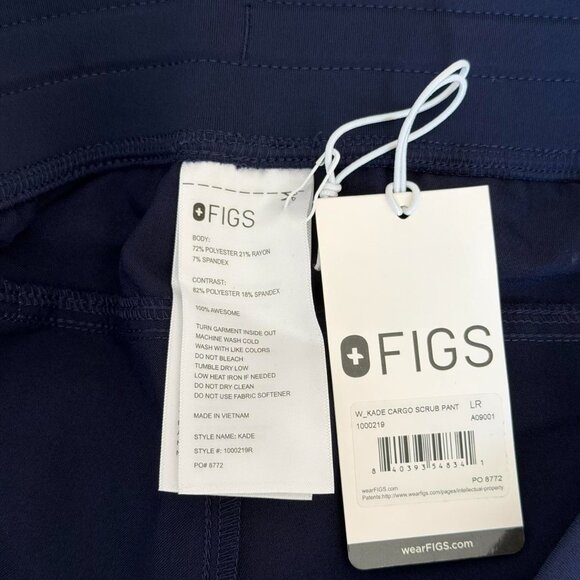 FIGS
BODY:
72% POLYESTER 21% RAYON
7% SPANDEX
CONTRAST:
82% POLYESTER 18% SPANDEX
100% AWESOME
TURN GARMENT INSIDE OUT
MACHINE WASH COLD
WASH WITH LIKE COLORS
DO NOT BLEACH
TUMBLE DRY LOW
LOW HEAT IRON IF NEEDED
DO NOT DRY CLEAN
DO NOT USE FABRIC SOFTENER
MADE IN VIETNAM
STYLE NAME: KADE
STYLE #: 1000219R
PO# 8772
FIGS
W_KADE CARGO SCRUB PANT LR
1000219 A09001
8 40393 54834 1
wearFIGS.com PO 8772
Patents:http://www.wearfigs.com/pages/intellectual-property
wearFIGS.com